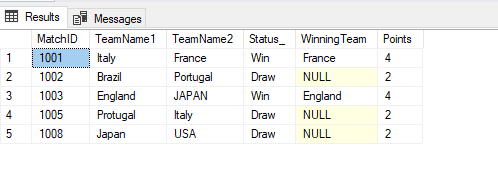 Results Messages
MatchID TeamName1 TeamName2 Status_ WinningTeam Points
1 1001 Italy France Win France 4
2 1002 Brazil Portugal Draw NULL 2
3 1003 England JAPAN Win England 4
4 1005 Protugal Italy Draw NULL 2
5 1008 Japan USA Draw NULL 2